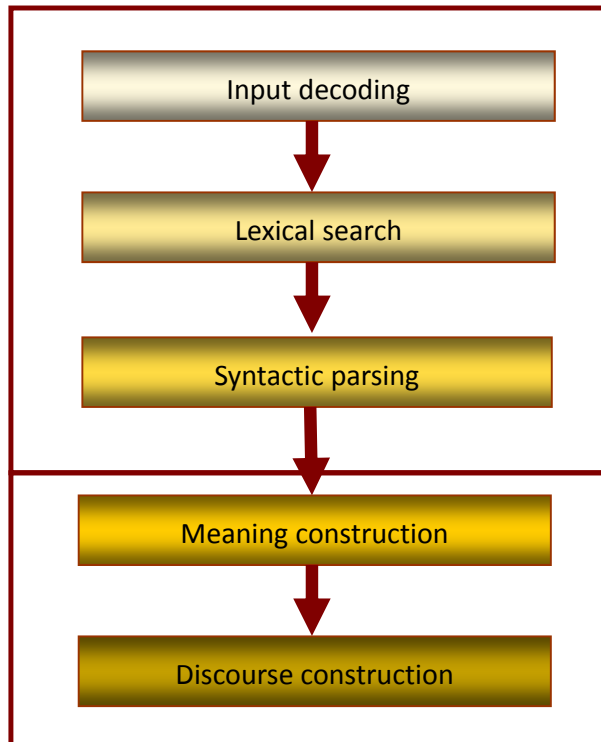 Input decoding
Lexical search
Syntactic parsing
Meaning construction
Discourse construction